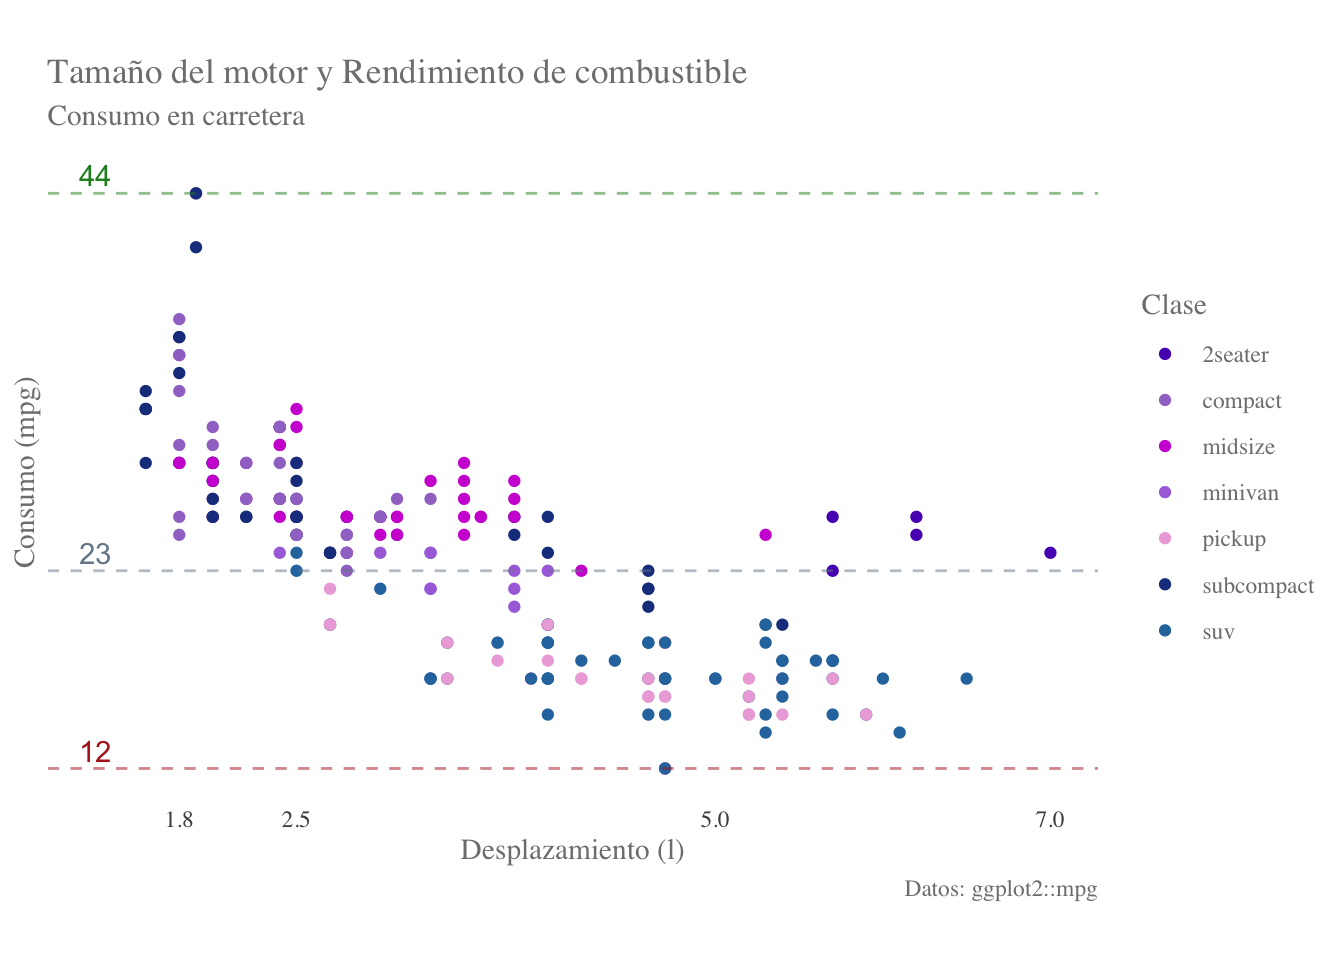 Tamaño del motor y Rendimiento de combustible
Consumo en carretera
44
Consumo (mpg)
23
12
1.8
2.5
5.0
7.0
Desplazamiento (l)
Clase
2seater
compact
midsize
minivan
pickup
subcompact
suv
Datos: ggplot2::mpg